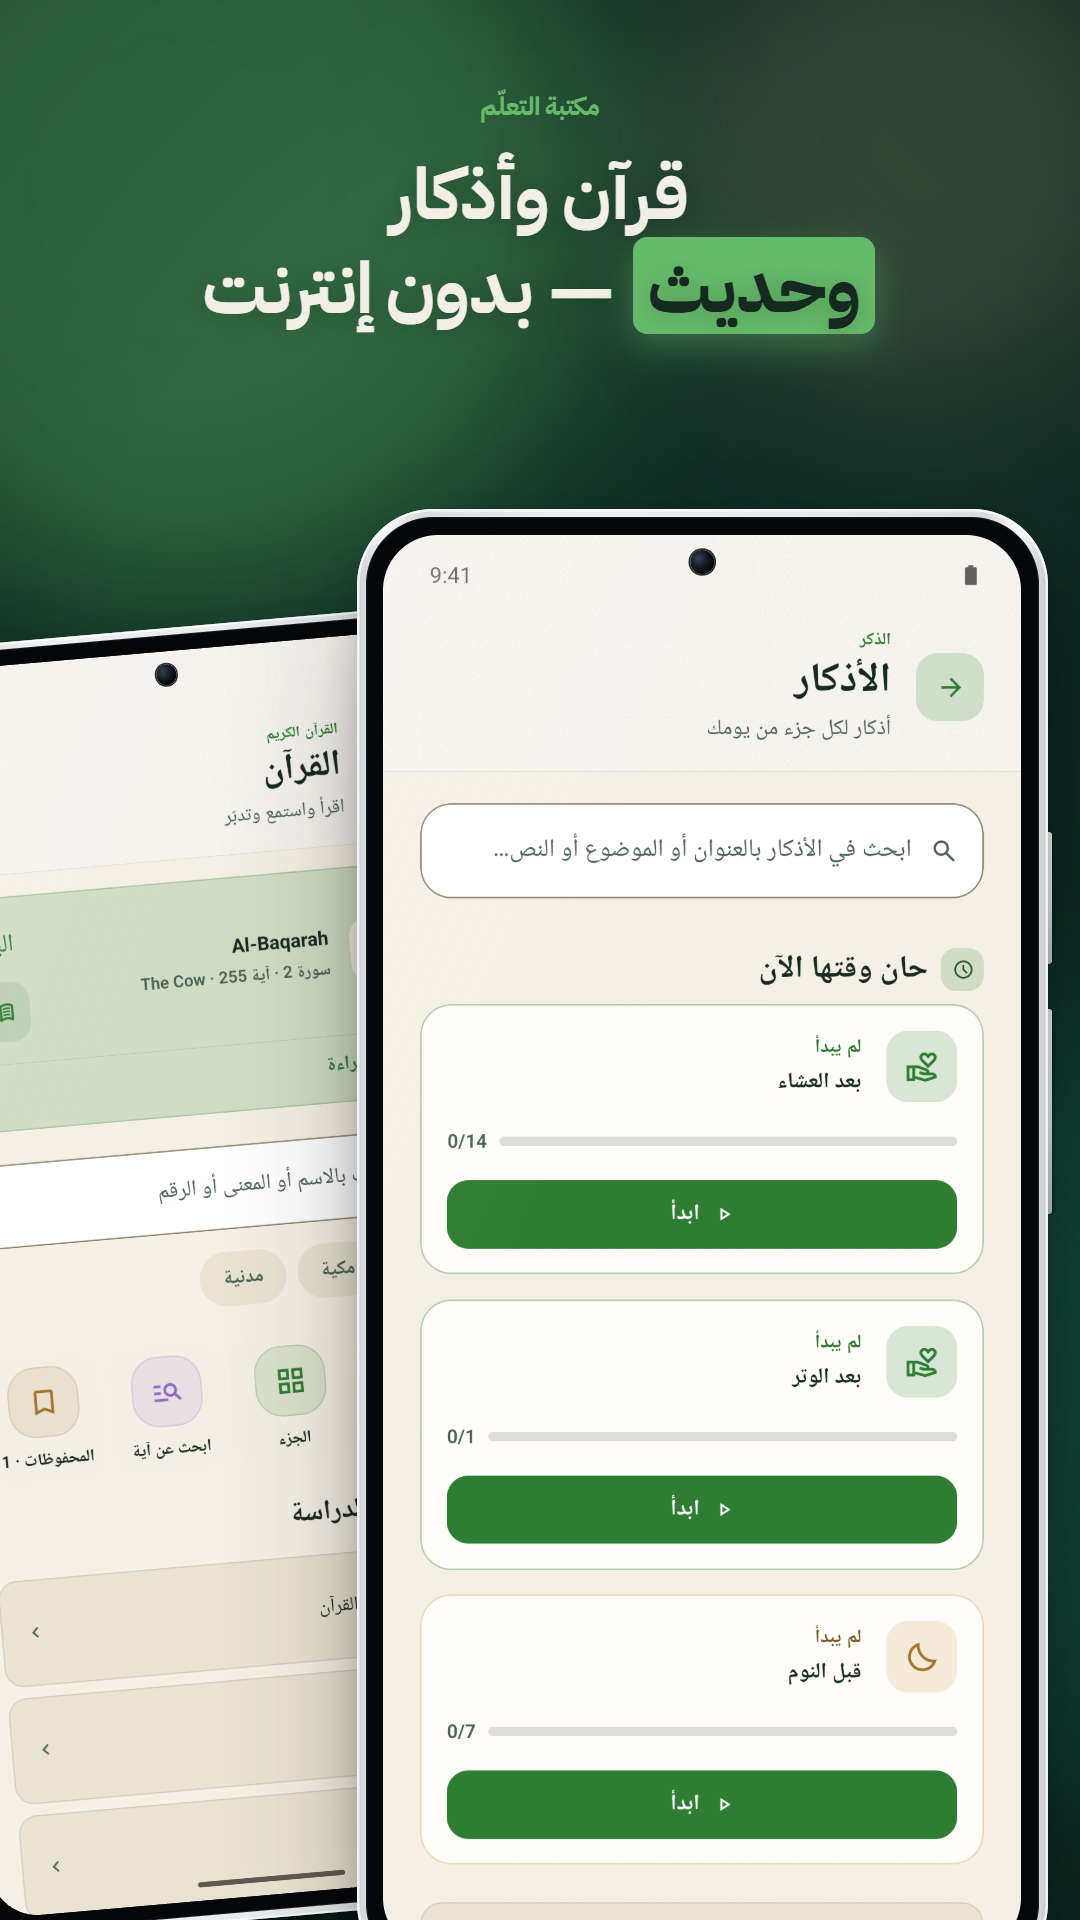 مكتبة التعلّم
قرآن وأذكار
وحديث — بدون إنترنت
9:41
الذكر
الأذكار
أذكار لكل جزء من يومك
ابحث في الأذكار بالعنوان أو الموضوع أو النص...
حان وقتها الآن
لم يبدأ
بعد العشاء
0/14
ابدأ
لم يبدأ
بعد الوتر
0/1
ابدأ
لم يبدأ
قبل النوم
0/7
ابدأ
القرآن الكريم
القرآن
اقرأ واستمع وتدبّر
Al-Baqarah
سورة 2 · آية 255 · The Cow
بالاسم أو المعنى أو الرقم
مكية
مدنية
الجزء
ابحث عن آية
المحفوظات · 1
القرآن